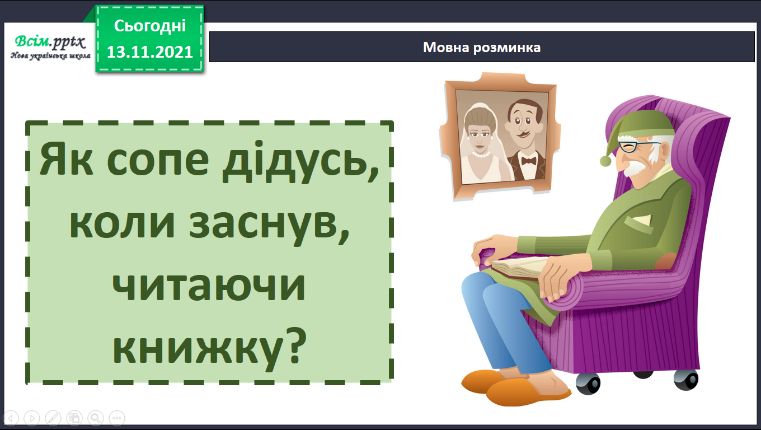 Всім.pptx
Нова українська школа
Сьогодні
13.11.2021
Мовна розминка
Як сопе дідусь,
коли заснув,
читаючи
книжку?